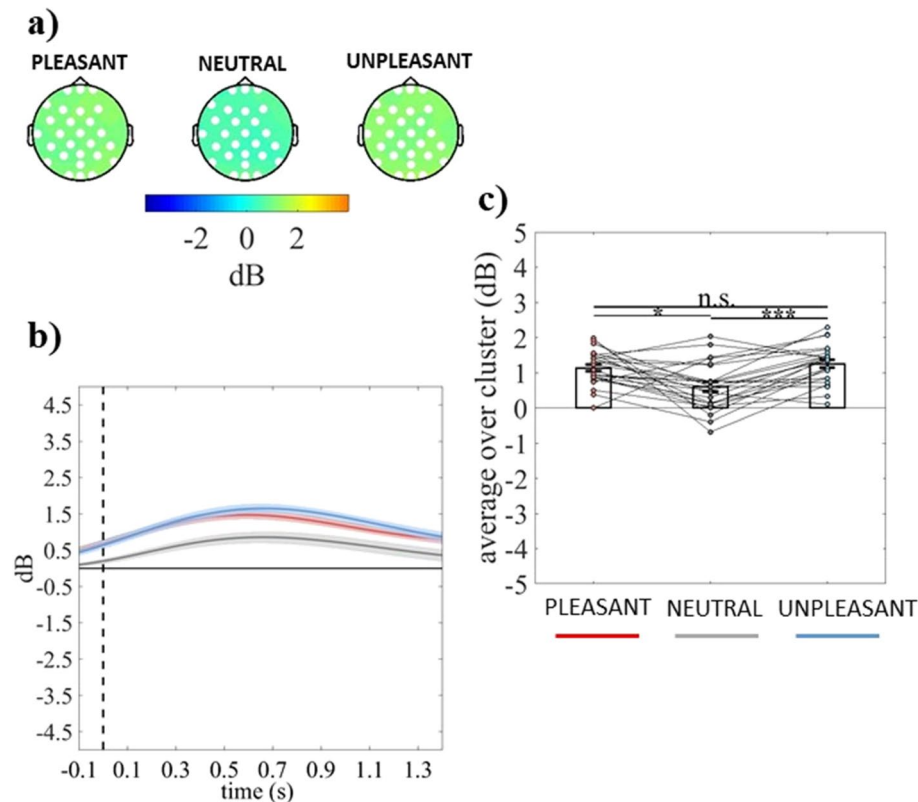 a)
PLEASANT NEUTRAL UNPLEASANT
-2 0 2
dB
b)
4.5
3.5
2.5
1.5
0.5
-0.5
-1.5
-2.5
-3.5
-4.5
dB
-0.1 0.1 0.3 0.5 0.7 0.9 1.1 1.3
time (s)
c)
5
4
3
2
1
0
-1
-2
-3
-4
-5
average over cluster (dB)
n.s.
* ***
PLEASANT NEUTRAL UNPLEASANT